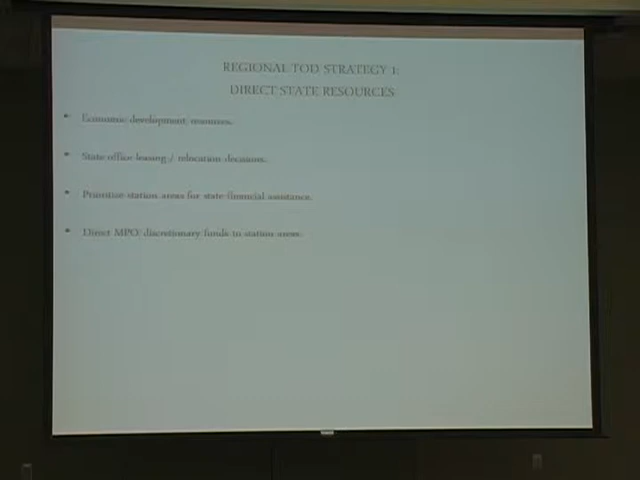 REGIONAL TOD STRATEGY 1:
DIRECT STATE RESOURCES
Economic development
State office leasing / relocation decisions.
Prioritize station areas for state financial assistance.
Direct MPO discretionary funds to station areas.